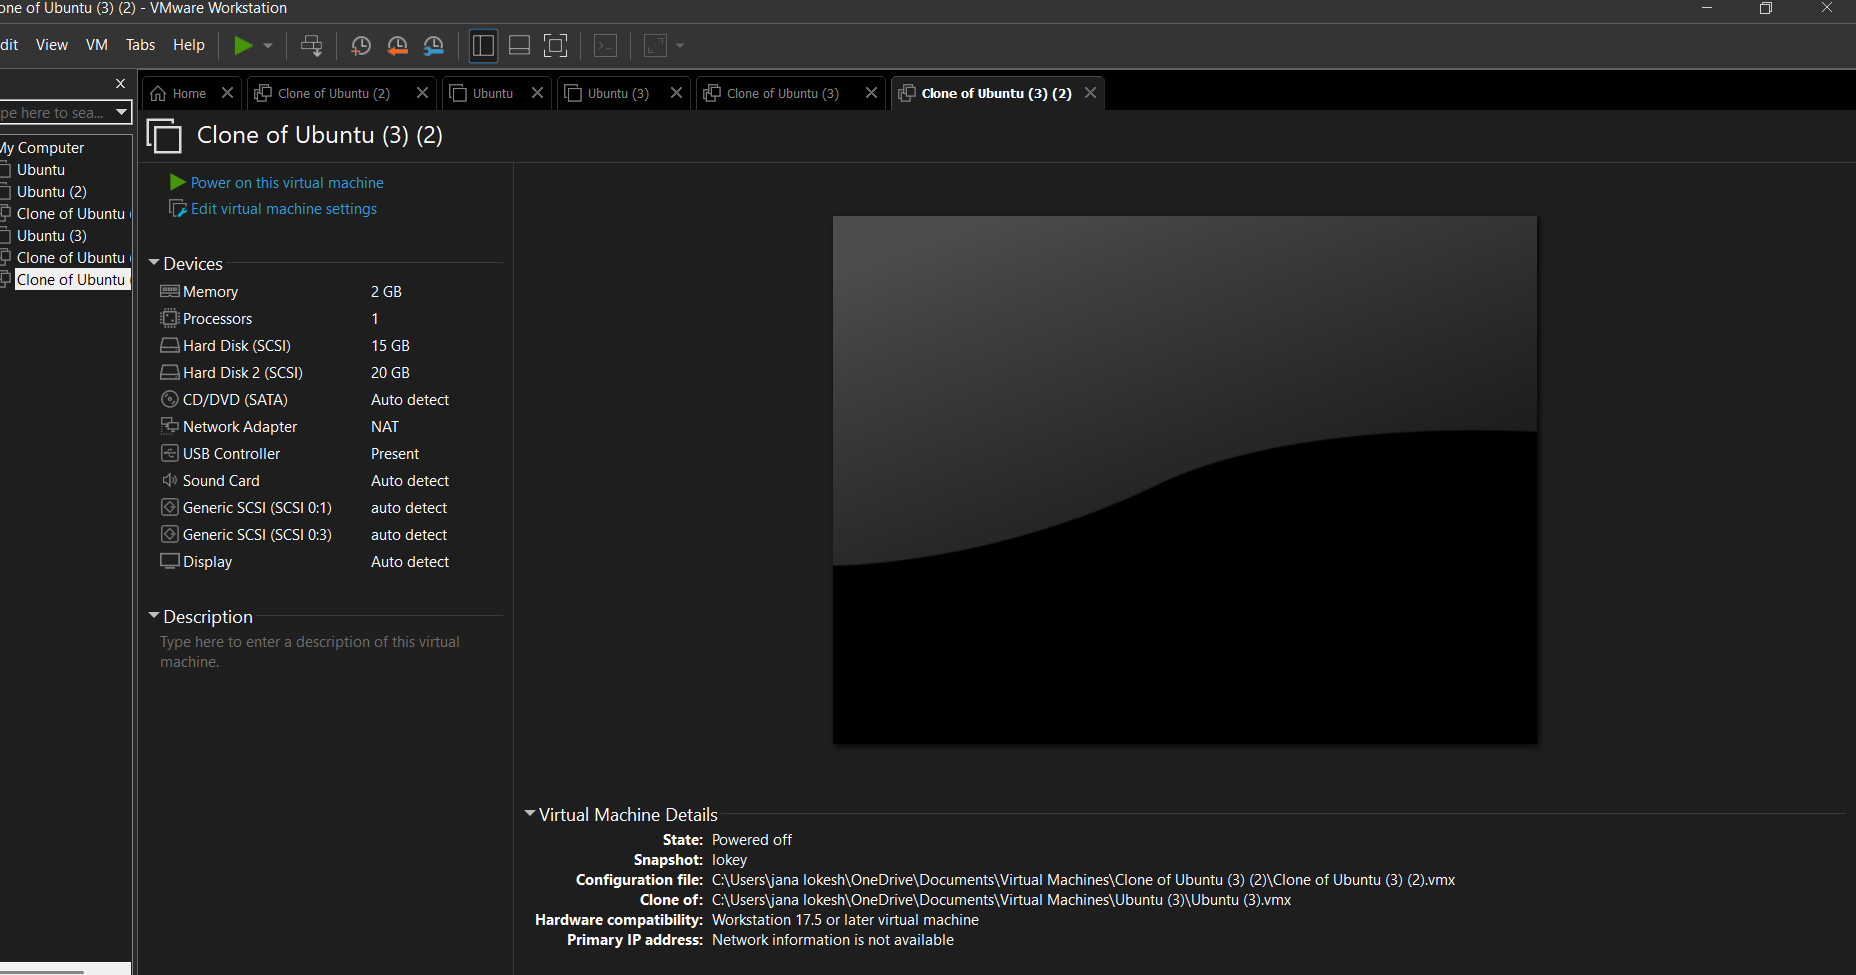 one of Ubuntu (3) (2) - VMware Workstation
dit View VM Tabs Help
Home Clone of Ubuntu (2) Ubuntu Ubuntu (3) Clone of Ubuntu (3) Clone of Ubuntu (3) (2)
pe here to sea...
Clone of Ubuntu (3) (2)
My Computer
Ubuntu
Ubuntu (2)
Clone of Ubuntu
Ubuntu (3)
Clone of Ubuntu
Clone of Ubuntu
Power on this virtual machine
Edit virtual machine settings
Devices
Memory 2 GB
Processors 1
Hard Disk (SCSI) 15 GB
Hard Disk 2 (SCSI) 20 GB
CD/DVD (SATA) Auto detect
Network Adapter NAT
USB Controller Present
Sound Card Auto detect
Generic SCSI (SCSI 0:1) auto detect
Generic SCSI (SCSI 0:3) auto detect
Display Auto detect
Description
Type here to enter a description of this virtual
machine.
Virtual Machine Details
State: Powered off
Snapshot: lokey
Configuration file: C:\Users\jana lokesh\OneDrive\Documents\Virtual Machines\Clone of Ubuntu (3) (2)\Clone of Ubuntu (3) (2).vmx
Clone of: C:\Users\jana lokesh\OneDrive\Documents\Virtual Machines\Ubuntu (3)\Ubuntu (3).vmx
Hardware compatibility: Workstation 17.5 or later virtual machine
Primary IP address: Network information is not available